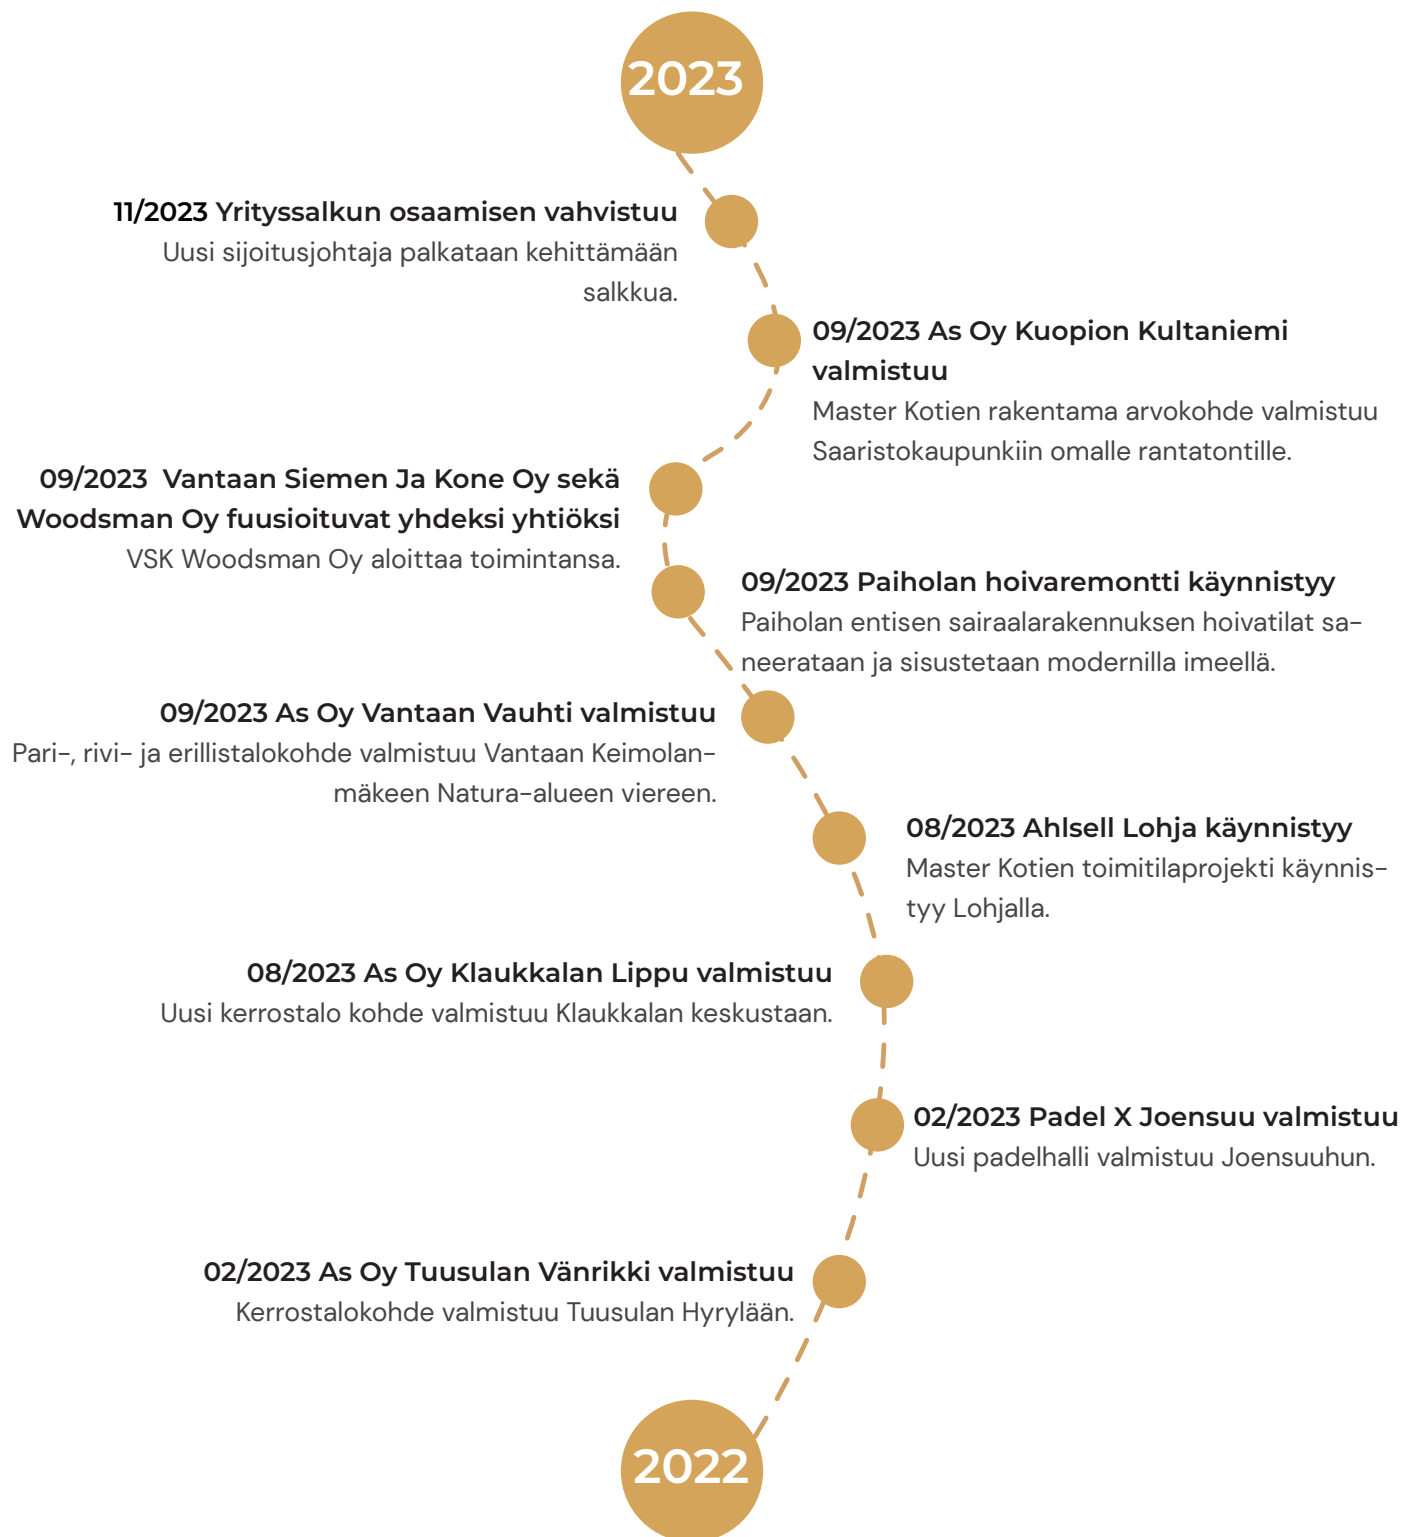 2023
11/2023 Yrityssalkun osaamisen vahvistuu
Uusi sijoitusjohtaja palkataan kehittämään
salkkua.
09/2023 As Oy Kuopion Kultaniemi
valmistuu
Master Kotien rakentama arvokohde valmistuu
Saaristokaupunkiin omalle rantatontille.
09/2023 Vantaan Siemen Ja Kone Oy sekä
Woodsman Oy fuusioituvat yhdeksi yhtiöksi
VSK Woodsman Oy aloittaa toimintansa.
09/2023 Paiholan hoivaremontti käynnistyy
Paiholan entisen sairaalarakennuksen hoivatilat sa-
neerataan ja sisustetaan modernilla imeellä.
09/2023 As Oy Vantaan Vauhti valmistuu
Pari-, rivi- ja erillistalokohde valmistuu Vantaan Keimolan-
mäkeen Natura-alueen viereen.
08/2023 Ahlsell Lohja käynnistyy
Master Kotien toimitilaprojekti käynnis-
tyy Lohjalla.
08/2023 As Oy Klaukkalan Lippu valmistuu
Uusi kerrostalo kohde valmistuu Klaukkalan keskustaan.
02/2023 Padel X Joensuu valmistuu
Uusi padelhalli valmistuu Joensuuhun.
02/2023 As Oy Tuusulan Vänrikki valmistuu
Kerrostalokohde valmistuu Tuusulan Hyrylään.
2022